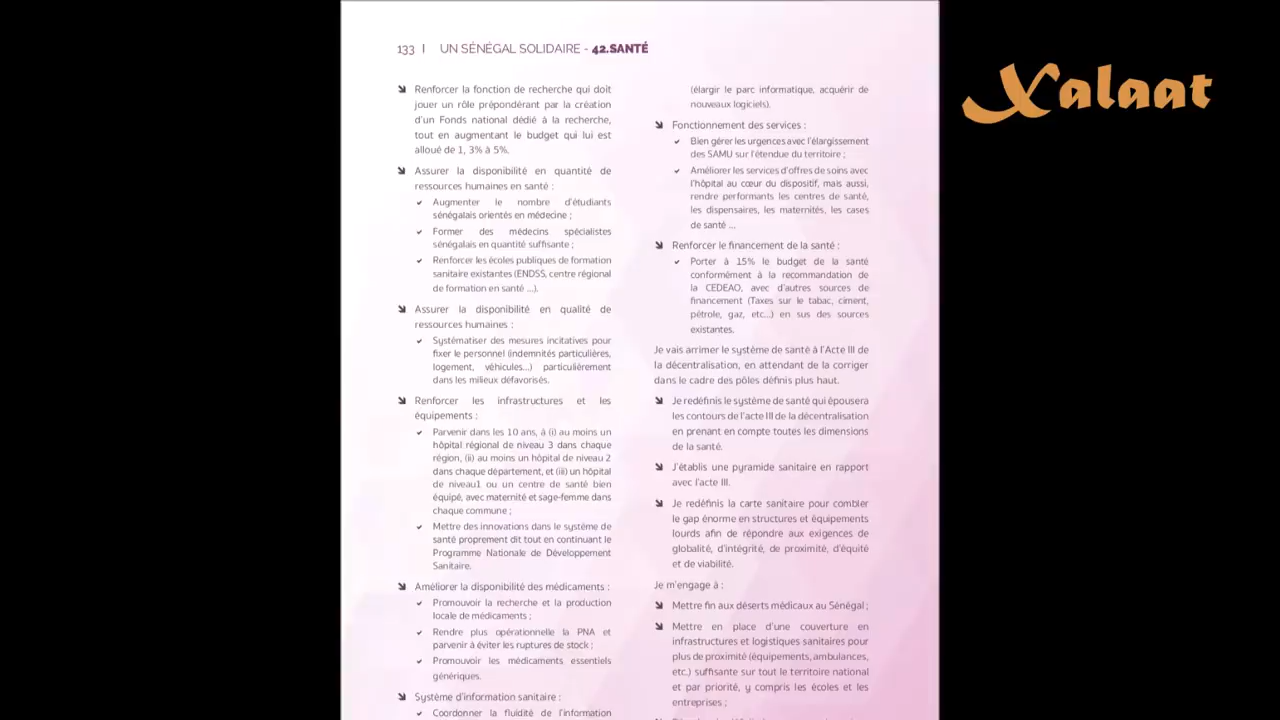 133 I UN SÉNÉGAL SOLIDAIRE - 42.SANTÉ
Renforcer la fonction de recherche qui doit
jouer un rôle prépondérant par la création
d'un Fonds national dédié à la recherche,
tout en augmentant le budget qui lui est
alloué de 1, 3% à 5%.
Assurer la disponibilité en quantité de
ressources humaines en santé :
Augmenter le nombre d'étudiants
sénégalais orientés en médecine ;
Former des médecins spécialistes
sénégalais en quantité suffisante ;
Renforcer les écoles publiques de formation
sanitaire existantes (ENDSS, centre régional
de formation en santé ...).
Assurer la disponibilité en qualité de
ressources humaines :
Systématiser des mesures incitatives pour
fixer le personnel (indemnités particulières,
logement, véhicules...) particulièrement
dans les milieux défavorisés.
Renforcer les infrastructures et les
équipements :
Parvenir dans les 10 ans, à (i) au moins un
hôpital régional de niveau 3 dans chaque
région, (ii) au moins un hôpital de niveau 2
dans chaque département, et (iii) un hôpital
de niveau1 ou un centre de santé bien
équipé, avec maternité et sage-femme dans
chaque commune ;
Mettre des innovations dans le système de
santé proprement dit tout en continuant le
Programme Nationale de Développement
Sanitaire.
Améliorer la disponibilité des médicaments :
Promouvoir la recherche et la production
locale de médicaments ;
Rendre plus opérationnelle la PNA et
parvenir à éviter les ruptures de stock ;
Promouvoir les médicaments essentiels
génériques.
Système d'information sanitaire :
Coordonner la fluidité de l'information
(élargir le parc informatique, acquérir de
nouveaux logiciels).
Fonctionnement des services :
Bien gérer les urgences avec l'élargissement
des SAMU sur l'étendue du territoire ;
Améliorer les services d'offres de soins avec
l'hôpital au cœur du dispositif, mais aussi,
rendre performants les centres de santé,
les dispensaires, les maternités, les cases
de santé ...
Renforcer le financement de la santé :
Porter à 15% le budget de la santé
conformément à la recommandation de
la CEDEAO, avec d'autres sources de
financement (Taxes sur le tabac, ciment,
pétrole, gaz, etc...) en sus des sources
existantes.
Je vais arrimer le système de santé à l'Acte III de
la décentralisation, en attendant de la corriger
dans le cadre des pôles définis plus haut.
Je redéfinis le système de santé qui épousera
les contours de l'acte III de la décentralisation
en prenant en compte toutes les dimensions
de la santé.
J'établis une pyramide sanitaire en rapport
avec l'acte III.
Je redéfinis la carte sanitaire pour combler
le gap énorme en structures et équipements
lourds afin de répondre aux exigences de
globalité, d'intégrité, de proximité, d'équité
et de viabilité.
Je m'engage à :
Mettre fin aux déserts médicaux au Sénégal ;
Mettre en place d'une couverture en
infrastructures et logistiques sanitaires pour
plus de proximité (équipements, ambulances,
etc.) suffisante sur tout le territoire national
et par priorité, y compris les écoles et les
entreprises ;
Xalaat